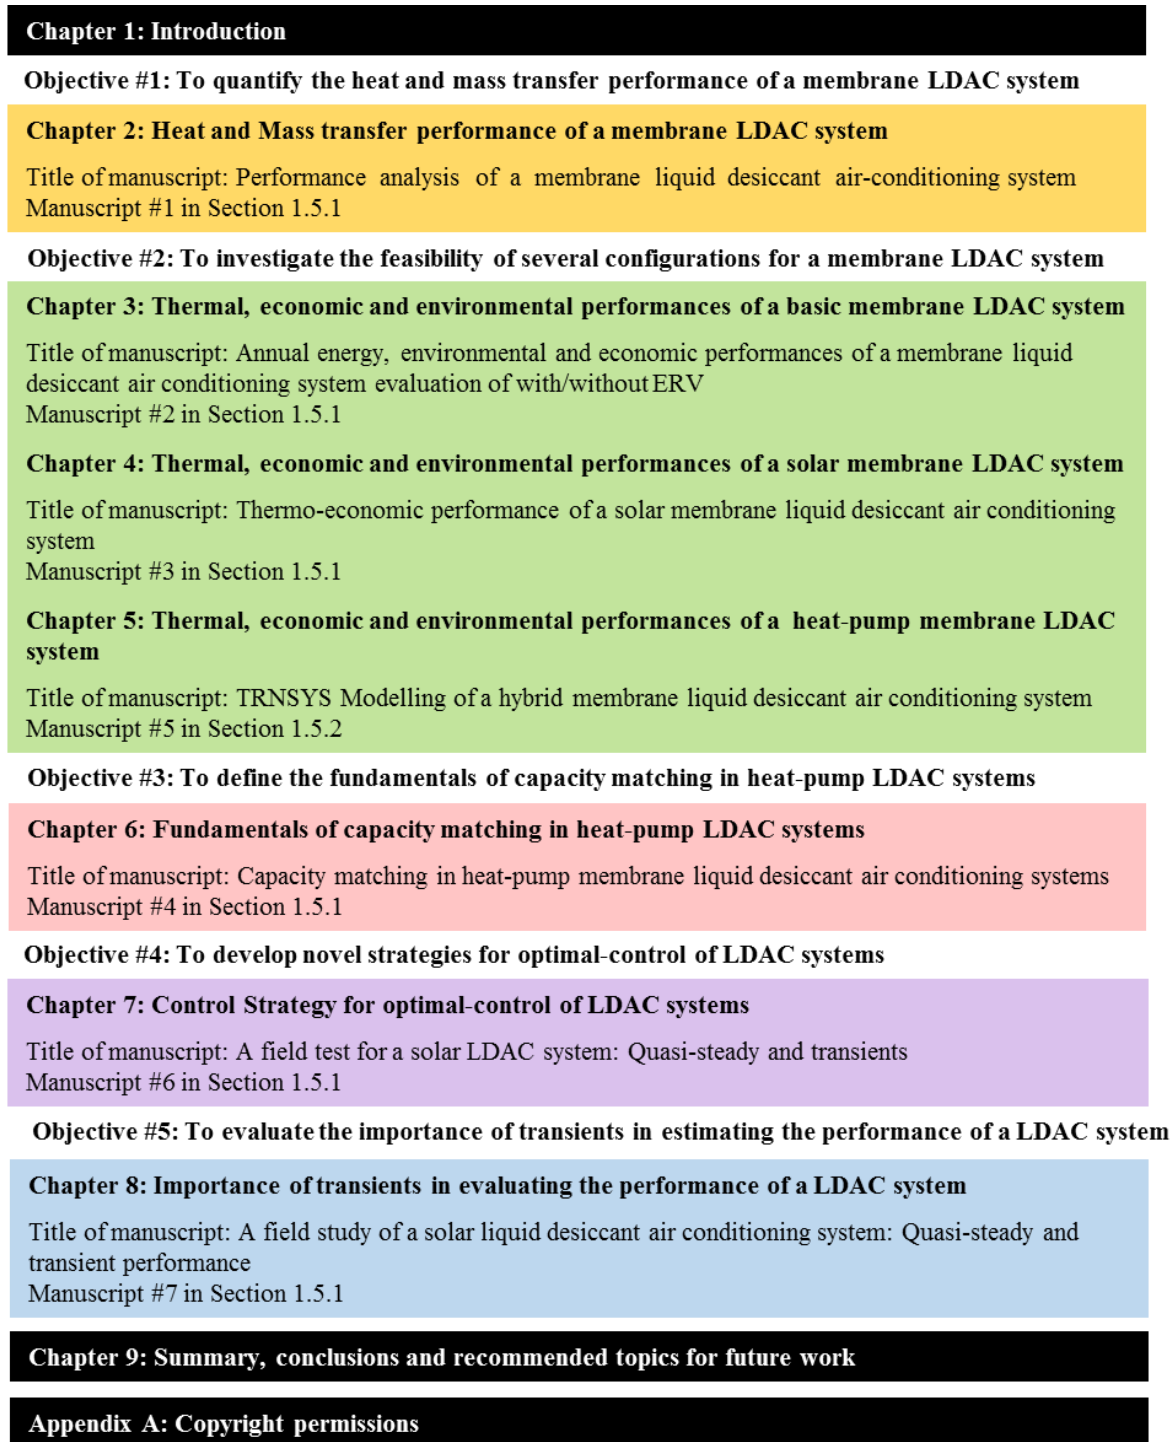 Chapter 1: Introduction
Objective #1: To quantify the heat and mass transfer performance of a membrane LDAC system
Chapter 2: Heat and Mass transfer performance of a membrane LDAC system
Title of manuscript: Performance analysis of a membrane liquid desiccant air-conditioning system
Manuscript #1 in Section 1.5.1
Objective #2: To investigate the feasibility of several configurations for a membrane LDAC system
Chapter 3: Thermal, economic and environmental performances of a basic membrane LDAC system
Title of manuscript: Annual energy, environmental and economic performances of a membrane liquid
desiccant air conditioning system evaluation of with/without ERV
Manuscript #2 in Section 1.5.1
Chapter 4: Thermal, economic and environmental performances of a solar membrane LDAC system
Title of manuscript: Thermo-economic performance of a solar membrane liquid desiccant air conditioning
system
Manuscript #3 in Section 1.5.1
Chapter 5: Thermal, economic and environmental performances of a heat-pump membrane LDAC
system
Title of manuscript: TRNSYS Modelling of a hybrid membrane liquid desiccant air conditioning system
Manuscript #5 in Section 1.5.2
Objective #3: To define the fundamentals of capacity matching in heat-pump LDAC systems
Chapter 6: Fundamentals of capacity matching in heat-pump LDAC systems
Title of manuscript: Capacity matching in heat-pump membrane liquid desiccant air conditioning systems
Manuscript #4 in Section 1.5.1
Objective #4: To develop novel strategies for optimal-control of LDAC systems
Chapter 7: Control Strategy for optimal-control of LDAC systems
Title of manuscript: A field test for a solar LDAC system: Quasi-steady and transients
Manuscript #6 in Section 1.5.1
Objective #5: To evaluate the importance of transients in estimating the performance of a LDAC system
Chapter 8: Importance of transients in evaluating the performance of a LDAC system
Title of manuscript: A field study of a solar liquid desiccant air conditioning system: Quasi-steady and
transient performance
Manuscript #7 in Section 1.5.1
Chapter 9: Summary, conclusions and recommended topics for future work
Appendix A: Copyright permissions